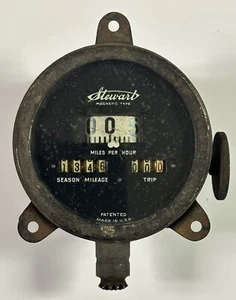 Stewart
MAGNETIC TYPE
MILES PER HOUR
SEASON MILEAGE TRIP
PATENTED
MADE IN U.S.A.